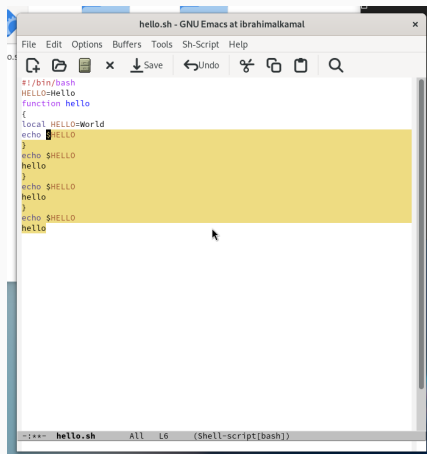 hello.sh - GNU Emacs at ibrahimalkamal
×
File Edit Options Buffers Tools Sh-Script Help
Save Undo
#!/bin/bash
HELLO=Hello
function hello
{
local HELLO=World
echo $HELLO
}
echo $HELLO
hello
}
echo $HELLO
hello
}
echo $HELLO
hello
-:**- hello.sh All L6 (Shell-script[bash])